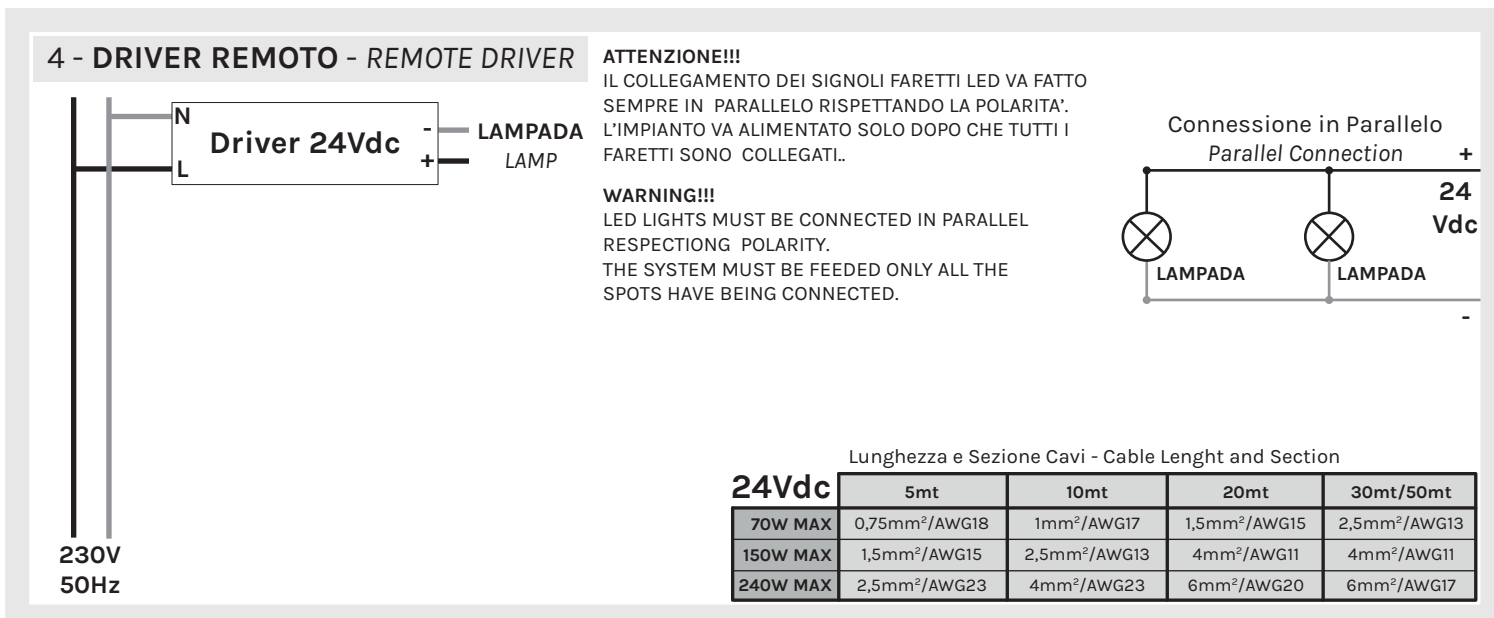 4 - DRIVER REMOTO - REMOTE DRIVER
N
L
Driver 24Vdc
-
+
LAMPADA
LAMP
230V
50Hz
ATTENZIONE!!!
IL COLLEGAMENTO DEI SIGNOLI FARETTI LED VA FATTO
SEMPRE IN PARALLELO RISPETTANDO LA POLARITA’.
L’IMPIANTO VA ALIMENTATO SOLO DOPO CHE TUTTI I
FARETTI SONO COLLEGATI..
WARNING!!!
LED LIGHTS MUST BE CONNECTED IN PARALLEL
RESPECTIONG POLARITY.
THE SYSTEM MUST BE FEEDED ONLY ALL THE
SPOTS HAVE BEING CONNECTED.
Connessione in Parallelo
Parallel Connection
+
24
Vdc
LAMPADA
LAMPADA
-
Lunghezza e Sezione Cavi - Cable Lenght and Section
24Vdc 5mt 10mt 20mt 30mt/50mt
70W MAX 0,75mm²/AWG18 1mm²/AWG17 1,5mm²/AWG15 2,5mm²/AWG13
150W MAX 1,5mm²/AWG15 2,5mm²/AWG13 4mm²/AWG11 4mm²/AWG11
240W MAX 2,5mm²/AWG23 4mm²/AWG23 6mm²/AWG20 6mm²/AWG17